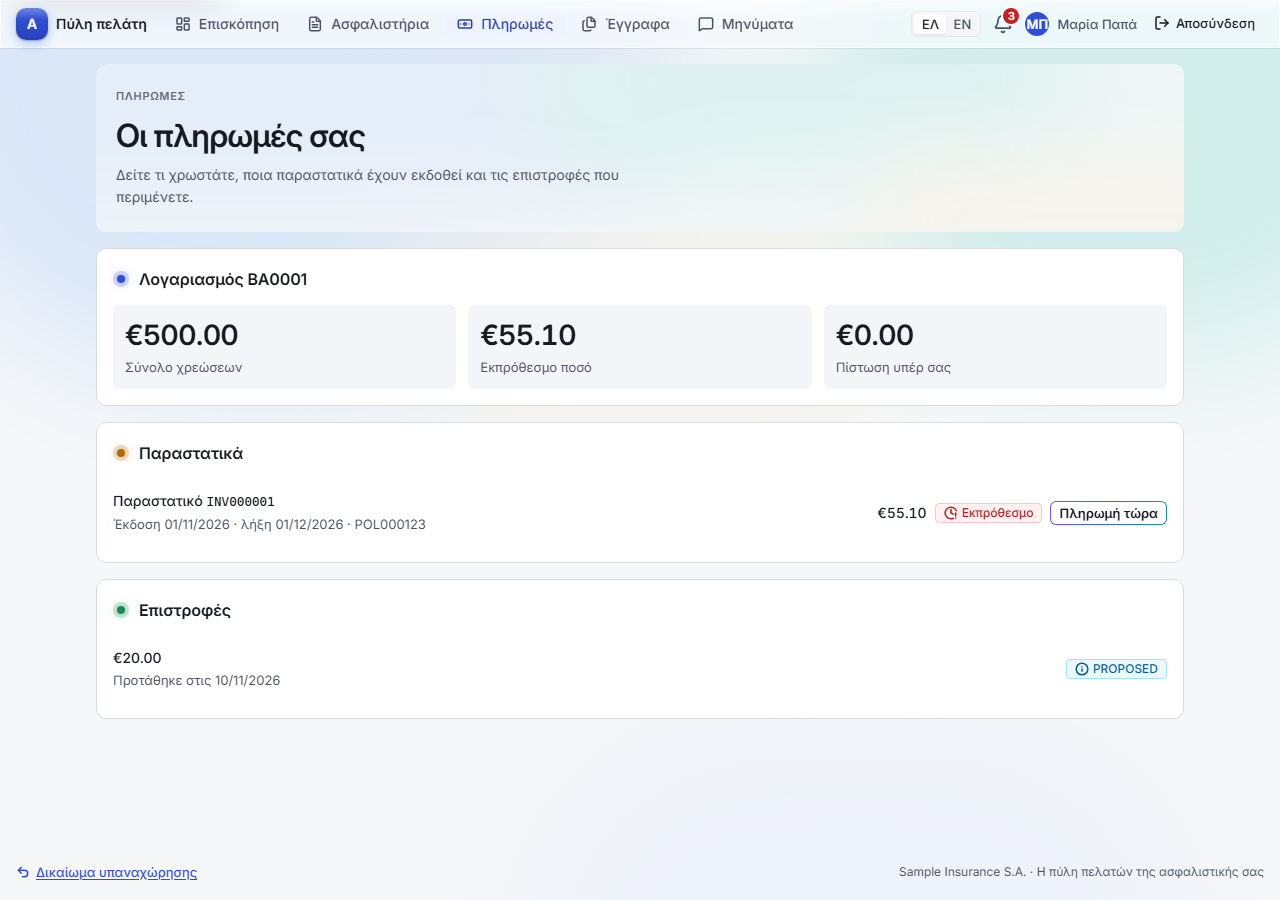 A Πύλη πελάτη Επισκόπηση Ασφαλιστήρια Πληρωμές Έγγραφα Μηνύματα ΕΛ EN 3 ΜΠ Μαρία Παπά Αποσύνδεση
ΠΛΗΡΩΜΕΣ
Οι πληρωμές σας
Δείτε τι χρωστάτε, ποια παραστατικά έχουν εκδοθεί και τις επιστροφές που
περιμένετε.
Λογαριασμός BA0001
€500.00 €55.10 €0.00
Σύνολο χρεώσεων Εκπρόθεσμο ποσό Πίστωση υπέρ σας
Παραστατικά
Παραστατικό INV000001
Έκδοση 01/11/2026 · λήξη 01/12/2026 · POL000123
€55.10 Εκπρόθεσμο Πληρωμή τώρα
Επιστροφές
€20.00
Προτάθηκε στις 10/11/2026
PROPOSED
Δικαίωμα υπαναχώρησης
Sample Insurance S.A. · Η πύλη πελατών της ασφαλιστικής σας